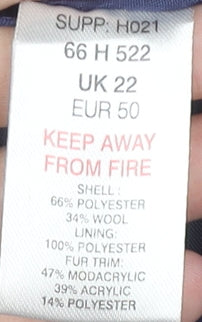 SUPP: H021
66 H 522
UK 22
EUR 50
KEEP AWAY
FROM FIRE
SHELL :
66% POLYESTER
34% WOOL
LINING:
100% POLYESTER
FUR TRIM:
47% MODACRYLIC
39% ACRYLIC
14% POLYESTER